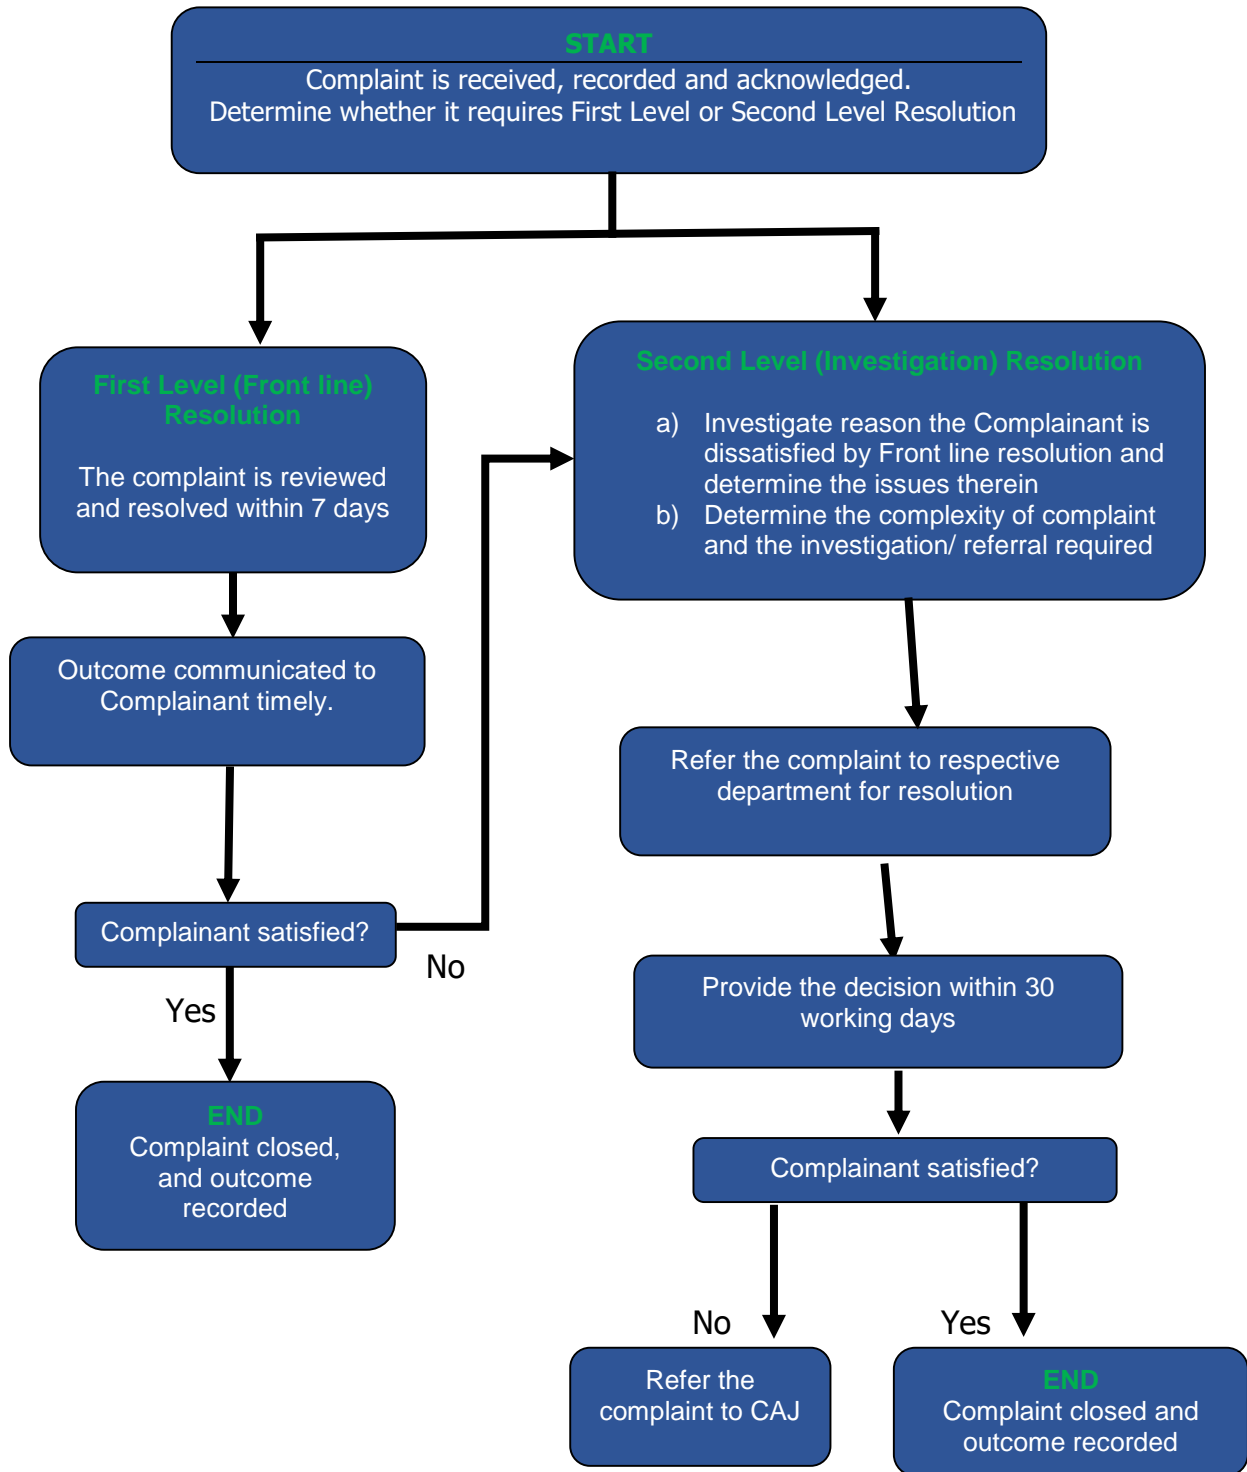 START
Complaint is received, recorded and acknowledged.
Determine whether it requires First Level or Second Level Resolution
First Level (Front line)
Resolution
The complaint is reviewed
and resolved within 7 days
Outcome communicated to
Complainant timely.
Complainant satisfied?
No
Yes
END
Complaint closed,
and outcome
recorded
Second Level (Investigation) Resolution
a) Investigate reason the Complainant is
dissatisfied by Front line resolution and
determine the issues therein
b) Determine the complexity of complaint
and the investigation/ referral required
Refer the complaint to respective
department for resolution
Provide the decision within 30
working days
Complainant satisfied?
No
Yes
Refer the
complaint to CAJ
END
Complaint closed and
outcome recorded